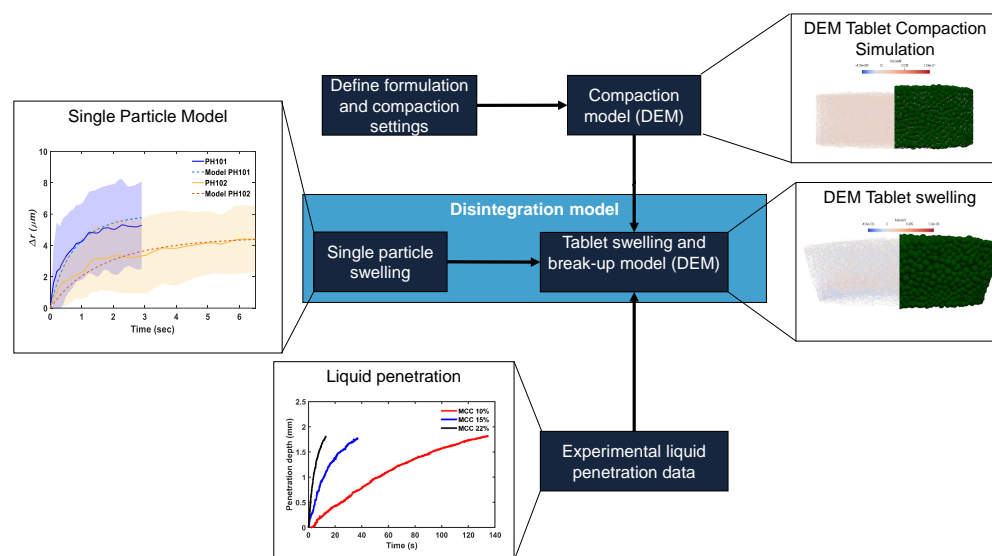 DEM Tablet Compaction
Simulation
Define formulation
and compaction
settings
Compaction
model (DEM)
Single Particle Model
10
8
6
4
2
0
Δr (μm)
PH101
Model PH101
PH102
Model PH102
0 1 2 3 4 5 6
Time (sec)
Disintegration model
Single particle
swelling
Tablet swelling and
break-up model (DEM)
DEM Tablet swelling
Liquid penetration
2.5
2
1.5
1
0.5
0
Penetration depth (mm)
MCC 10%
MCC 15%
MCC 22%
0 20 40 60 80 100 120 140
Time (s)
Experimental liquid
penetration data